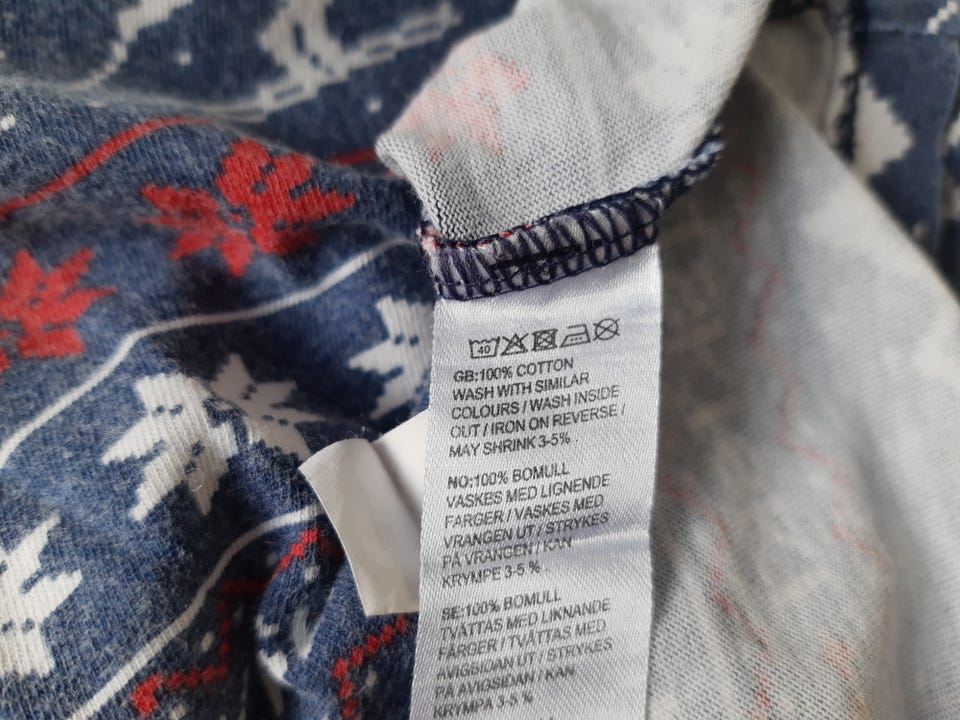 40
GB:100% COTTON
WASH WITH SIMILAR
COLOURS / WASH INSIDE
OUT / IRON ON REVERSE /
MAY SHRINK 3-5% .
NO:100% BOMULL
VASKES MED LIGNENDE
FARGER / VASKES MED
VRANGEN UT / STRYKES
PÅ VRANGEN / KAN
KRYMPE 3-5 % .
SE:100% BOMULL
TVÄTTAS MED LIKNANDE
FÄRGER / TVÄTTAS MED
AVIGSIDAN UT / STRYKES
PÅ AVIGSIDAN / KAN
KRYMPA 3-5 %